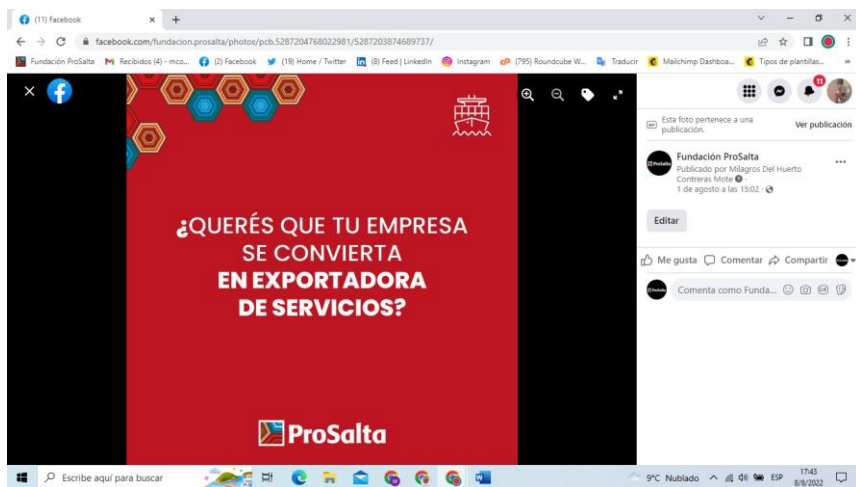 (11) Facebook
facebook.com/fundacion.prosalta/photos/pcb.5287204768022981/5287203874689737/
Fundación ProSalta
Recibidos (4) - mco...
(2) Facebook
(19) Home / Twitter
(8) Feed | LinkedIn
Instagram
(795) Roundcube W...
Traducir
Mailchimp Dashboa...
Tipos de plantillas...
¿QUERÉS QUE TU EMPRESA
SE CONVIERTA
EN EXPORTADORA
DE SERVICIOS?
ProSalta
11
Esta foto pertenece a una
publicación.
Ver publicación
Fundación ProSalta
Publicado por Milagros Del Huerto
Contreras Mote
1 de agosto a las 15:02
Editar
Me gusta Comentar Compartir
Comenta como Funda...
Escribe aquí para buscar
9°C Nublado
ESP
17:43
8/8/2022